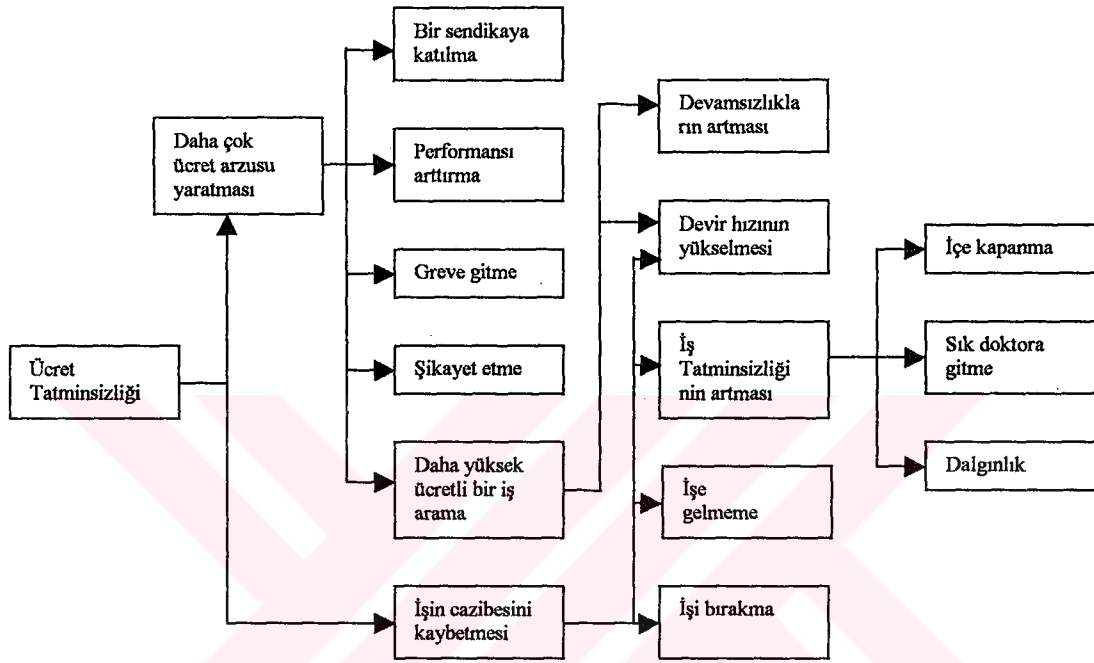 Bir sendikaya
katılma
Devamsızlıkla
rın artması
Daha çok
ücret arzusu
yaratması
Performansı
arttırma
Devir hızının
yükselmesi
İçe kapanma
Greve gitme
Ücret
Tatminsizliği
Şikayet etme
İş
Tatminsizliği
nin artması
Sık doktora
gitme
Daha yüksek
ücretli bir iş
arama
İşe
gelmeme
Dalgınlık
İşin cazibesini
kaybetmesi
İşi bırakma